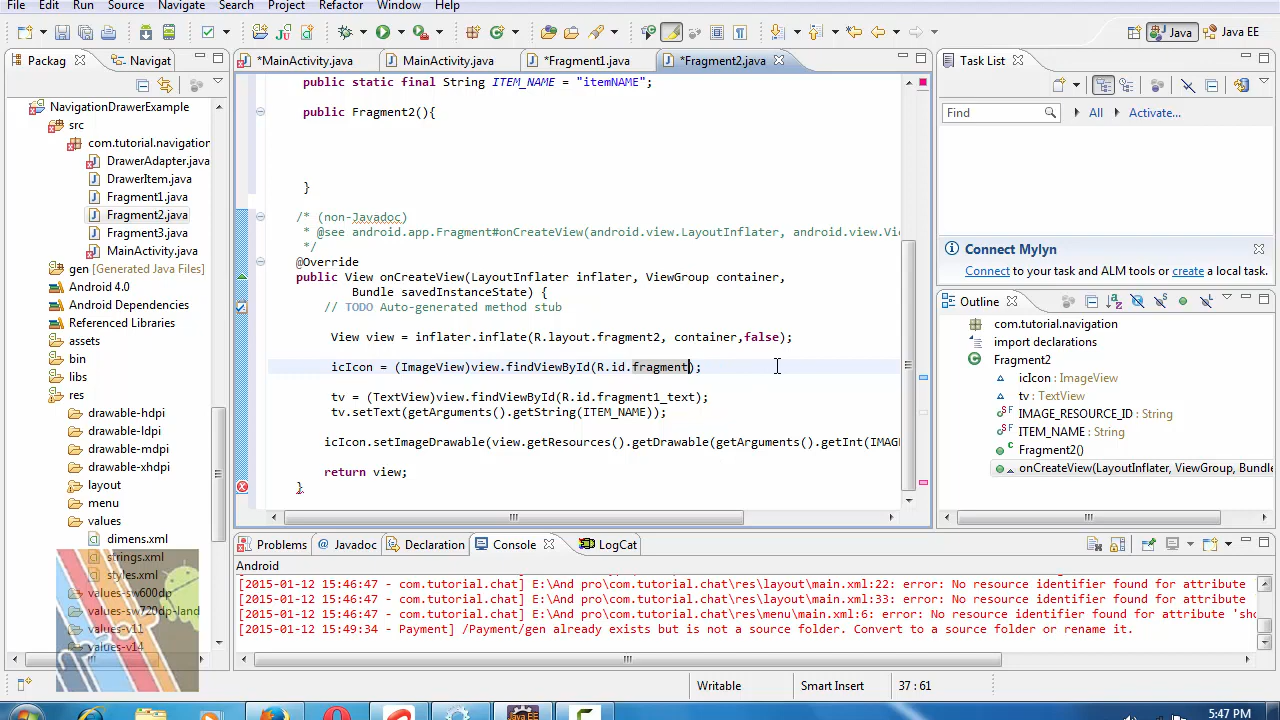 File Edit Source Refactor Navigate Search Project Run Window Help
Java Java EE
Packag Navigat
*MainActivity.java MainActivity.java *Fragment1.java *Fragment2.java
Task List
NavigationDrawerExample
src
com.tutorial.navigation
DrawerAdapter.java
DrawerItem.java
Fragment1.java
Fragment2.java
Fragment3.java
MainActivity.java
gen [Generated Java Files]
Android 4.0
Android Dependencies
Referenced Libraries
assets
bin
libs
res
drawable-hdpi
drawable-ldpi
drawable-mdpi
drawable-xhdpi
layout
menu
values
dimens.xml
strings.xml
styles.xml
values-sw600dp
values-sw720dp-land
values-v11
values-v14
public static final String ITEM_NAME = "itemNAME";
public Fragment2(){
}
/* (non-Javadoc)
* @see android.app.Fragment#onCreateView(android.view.LayoutInflater, android.view.Vie
*/
@Override
public View onCreateView(LayoutInflater inflater, ViewGroup container,
Bundle savedInstanceState) {
// TODO Auto-generated method stub
View view = inflater.inflate(R.layout.fragment2, container,false);
icIcon = (ImageView)view.findViewById(R.id.fragment);
tv = (TextView)view.findViewById(R.id.fragment1_text);
tv.setText(getArguments().getString(ITEM_NAME));
icIcon.setImageDrawable(view.getResources().getDrawable(getArguments().getInt(IMAG
return view;
}
Find All Activate...
Connect Mylyn
Connect to your task and ALM tools or create a local task.
Outline
com.tutorial.navigation
import declarations
Fragment2
icIcon : ImageView
tv : TextView
IMAGE_RESOURCE_ID : String
ITEM_NAME : String
Fragment2()
onCreateView(LayoutInflater, ViewGroup, Bundle
Problems Javadoc Declaration Console LogCat
Android
[2015-01-12 15:46:47 - com.tutorial.chat] E:\And pro\com.tutorial.chat\res\layout\main.xml:22: error: No resource identifier found for attribute
[2015-01-12 15:46:47 - com.tutorial.chat] E:\And pro\com.tutorial.chat\res\layout\main.xml:33: error: No resource identifier found for attribute
[2015-01-12 15:46:47 - com.tutorial.chat] E:\And pro\com.tutorial.chat\res\menu\main.xml:6: error: No resource identifier found for attribute 'sho
[2015-01-12 15:49:34 - Payment] /Payment/gen already exists but is not a source folder. Convert to a source folder or rename it.
Writable Smart Insert 37 : 61
5:47 PM